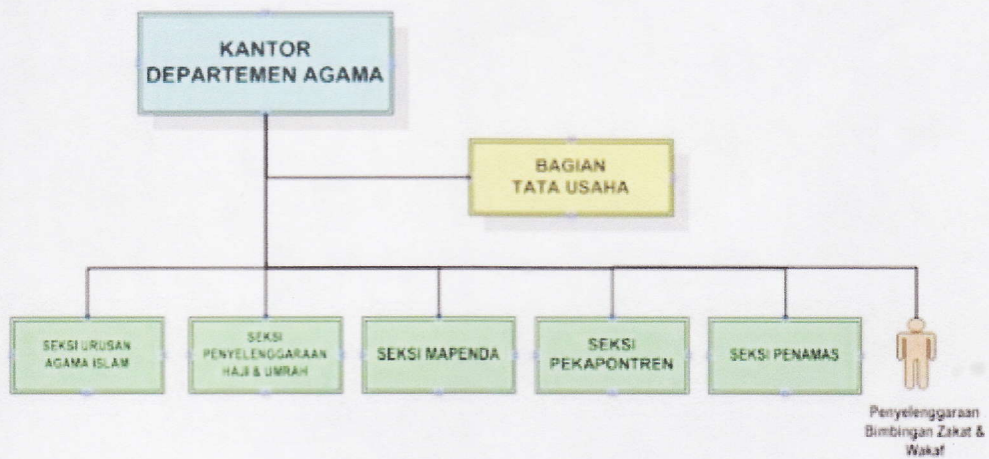 KANTOR
DEPARTEMEN AGAMA
BAGIAN
TATA USAHA
SEKSI URUSAN
AGAMA ISLAM
SEKSI
PENYELENGGARAAN
HAJI & UMRAH
SEKSI MAPENDA
SEKSI
PEKAPONTREN
SEKSI PENAMAS
Penyelenggaraan
Bimbingan Zakat &
Wakaf